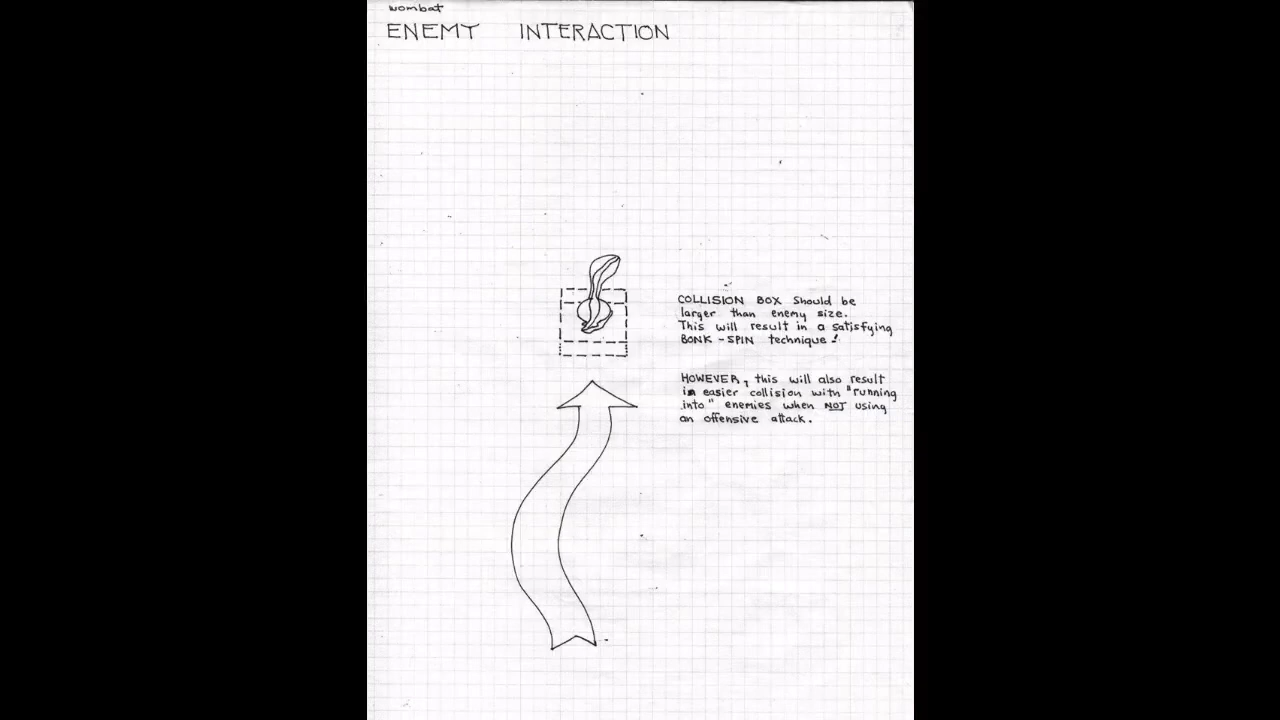 wombat
ENEMY INTERACTION
COLLISION BOX should be
larger than enemy size.
This will result in a satisfying
BONK-SPIN technique!
HOWEVER, this will also result
in easier collision with "running
into" enemies when NOT using
an offensive attack.